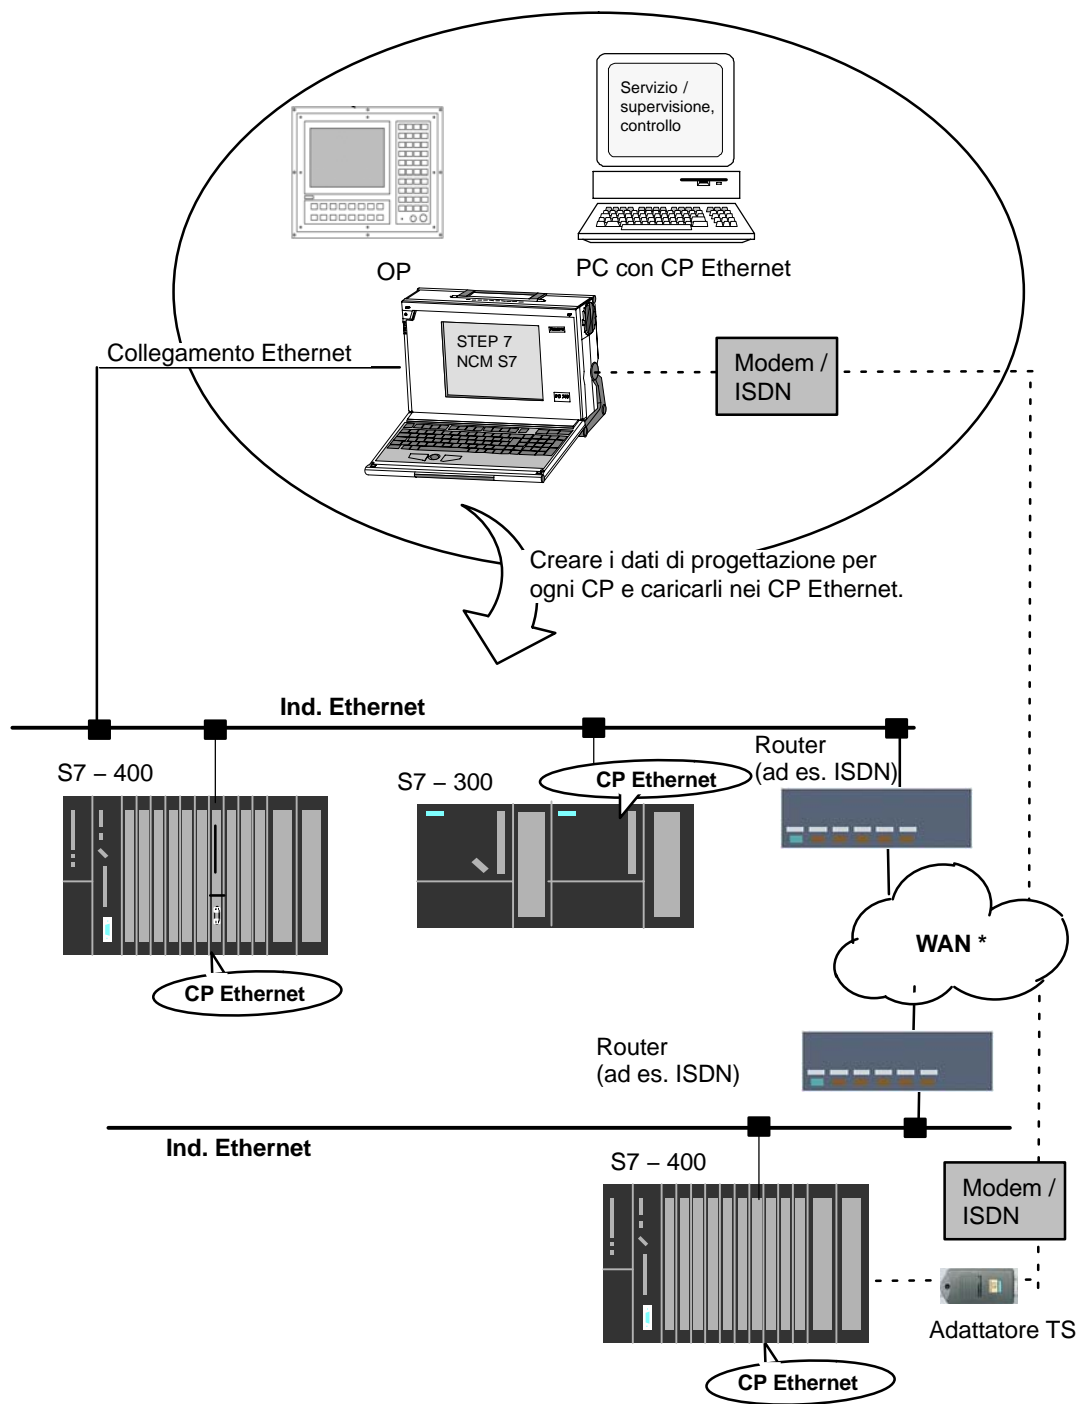 Servizio /
supervisione,
controllo
OP
PC con CP Ethernet
Collegamento Ethernet
STEP 7
NCM S7
Modem /
ISDN
Creare i dati di progettazione per
ogni CP e caricarli nei CP Ethernet.
Ind. Ethernet
S7 – 400
S7 – 300
CP Ethernet
Router
(ad es. ISDN)
CP Ethernet
WAN *
Router
(ad es. ISDN)
Ind. Ethernet
S7 – 400
Modem /
ISDN
Adattatore TS
CP Ethernet